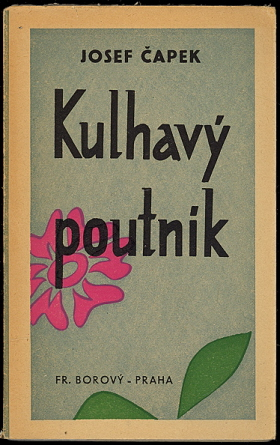 JOSEF ČAPEK
Kulhavý
poutník
FR. BOROVÝ - PRAHA